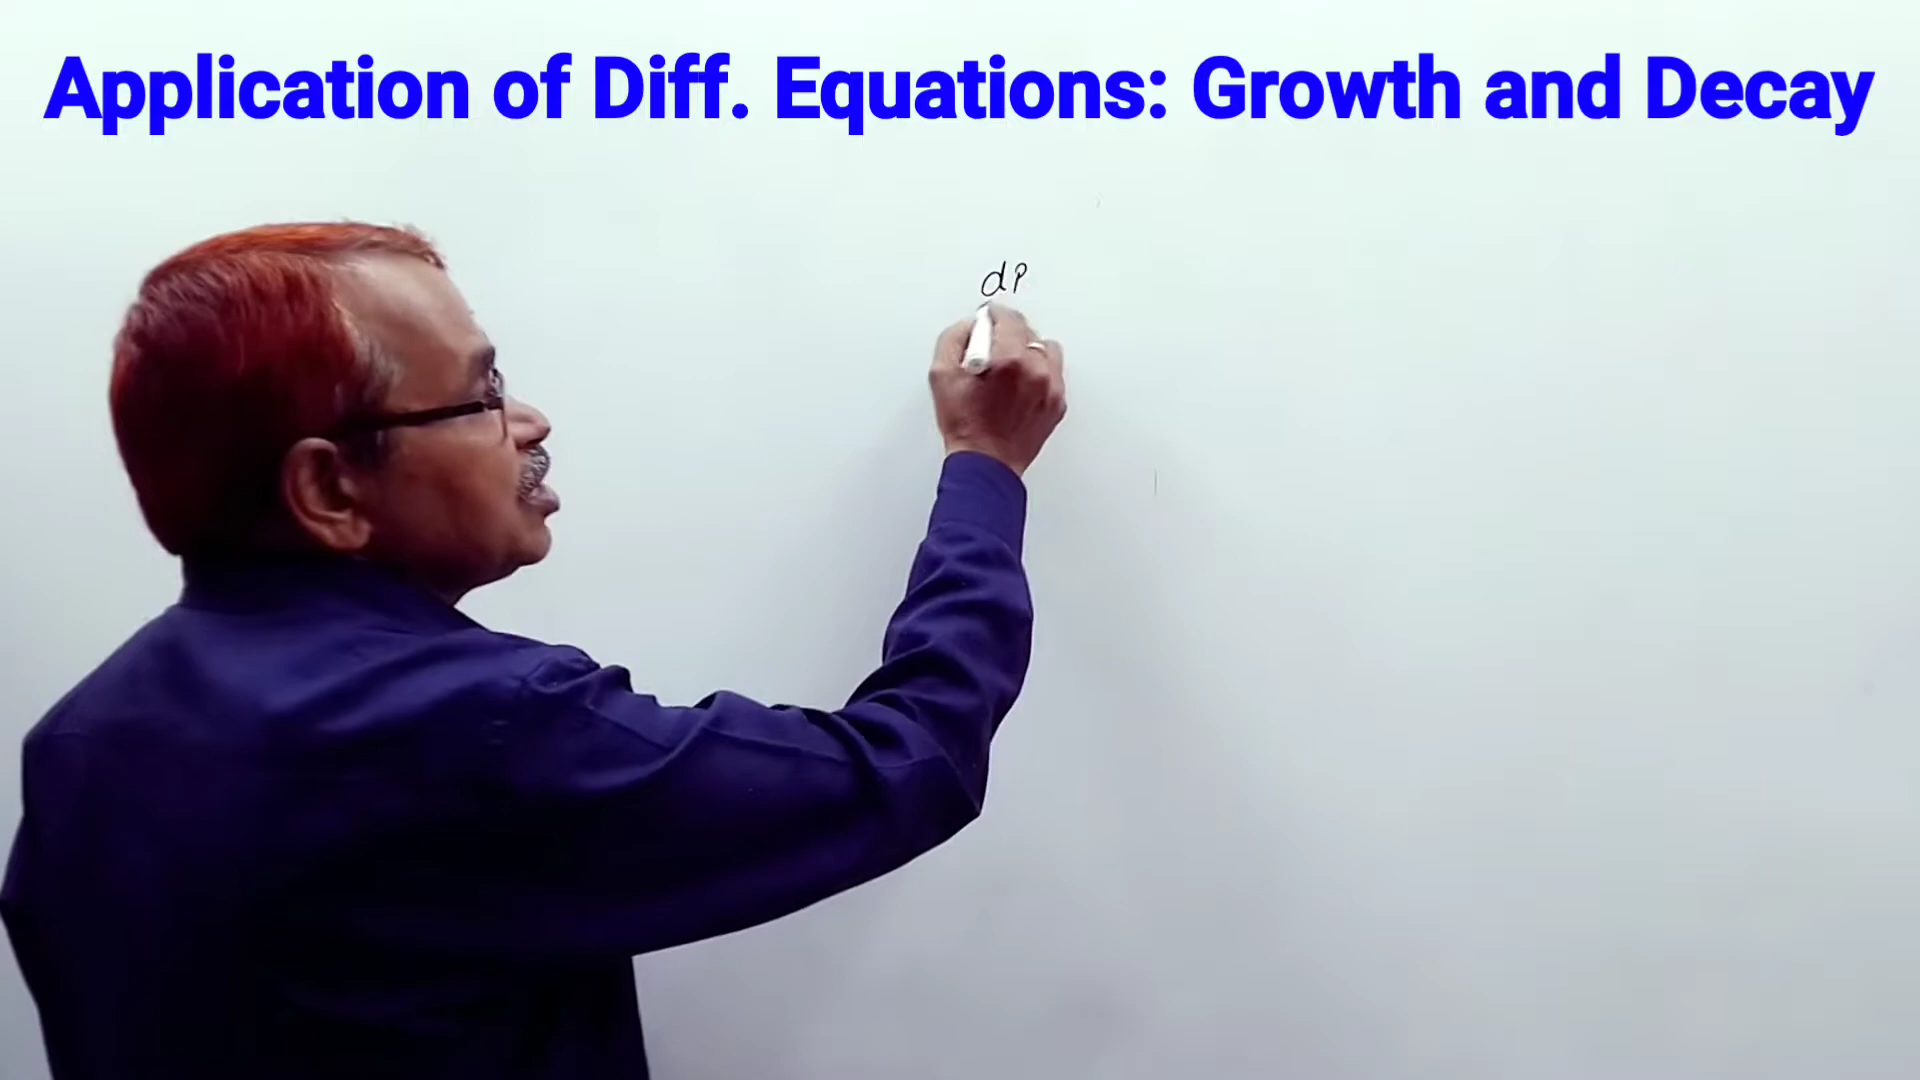 Application of Diff. Equations: Growth and Decay
dP